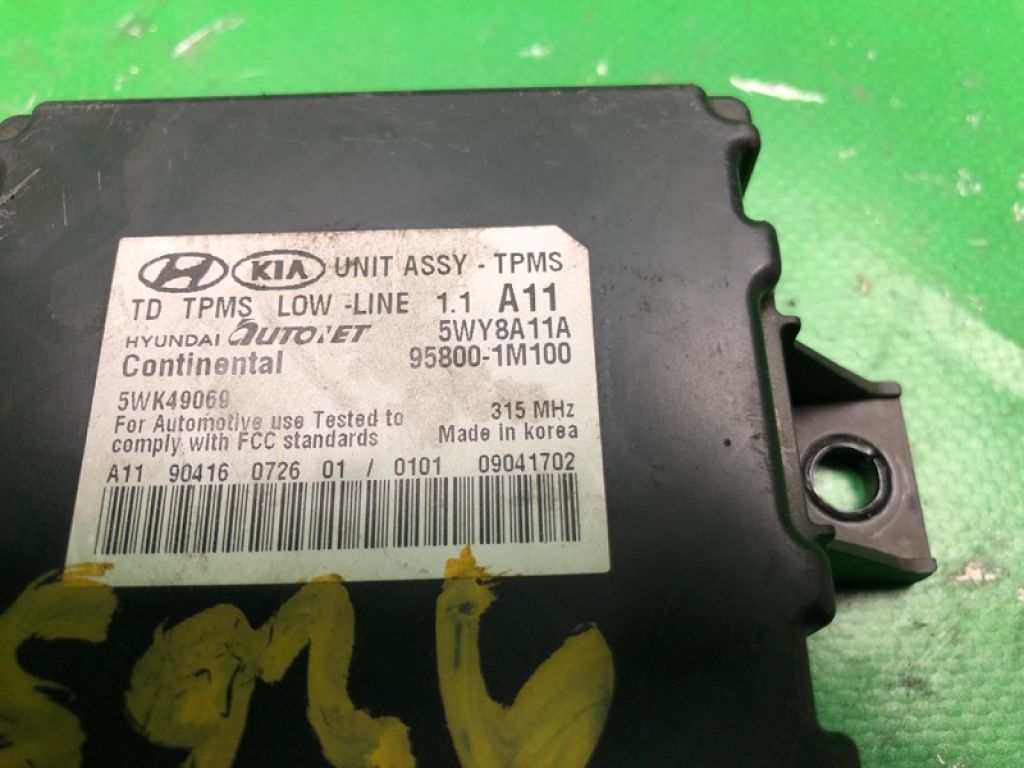 H KIA UNIT ASSY - TPMS
TD TPMS LOW -LINE 1.1 A11
HYUNDAI AUTONET 5WY8A11A
Continental 95800-1M100
5WK49069
For Automotive use Tested to 315 MHz
comply with FCC standards Made in korea
A11 90416 0726 01 / 0101 09041702